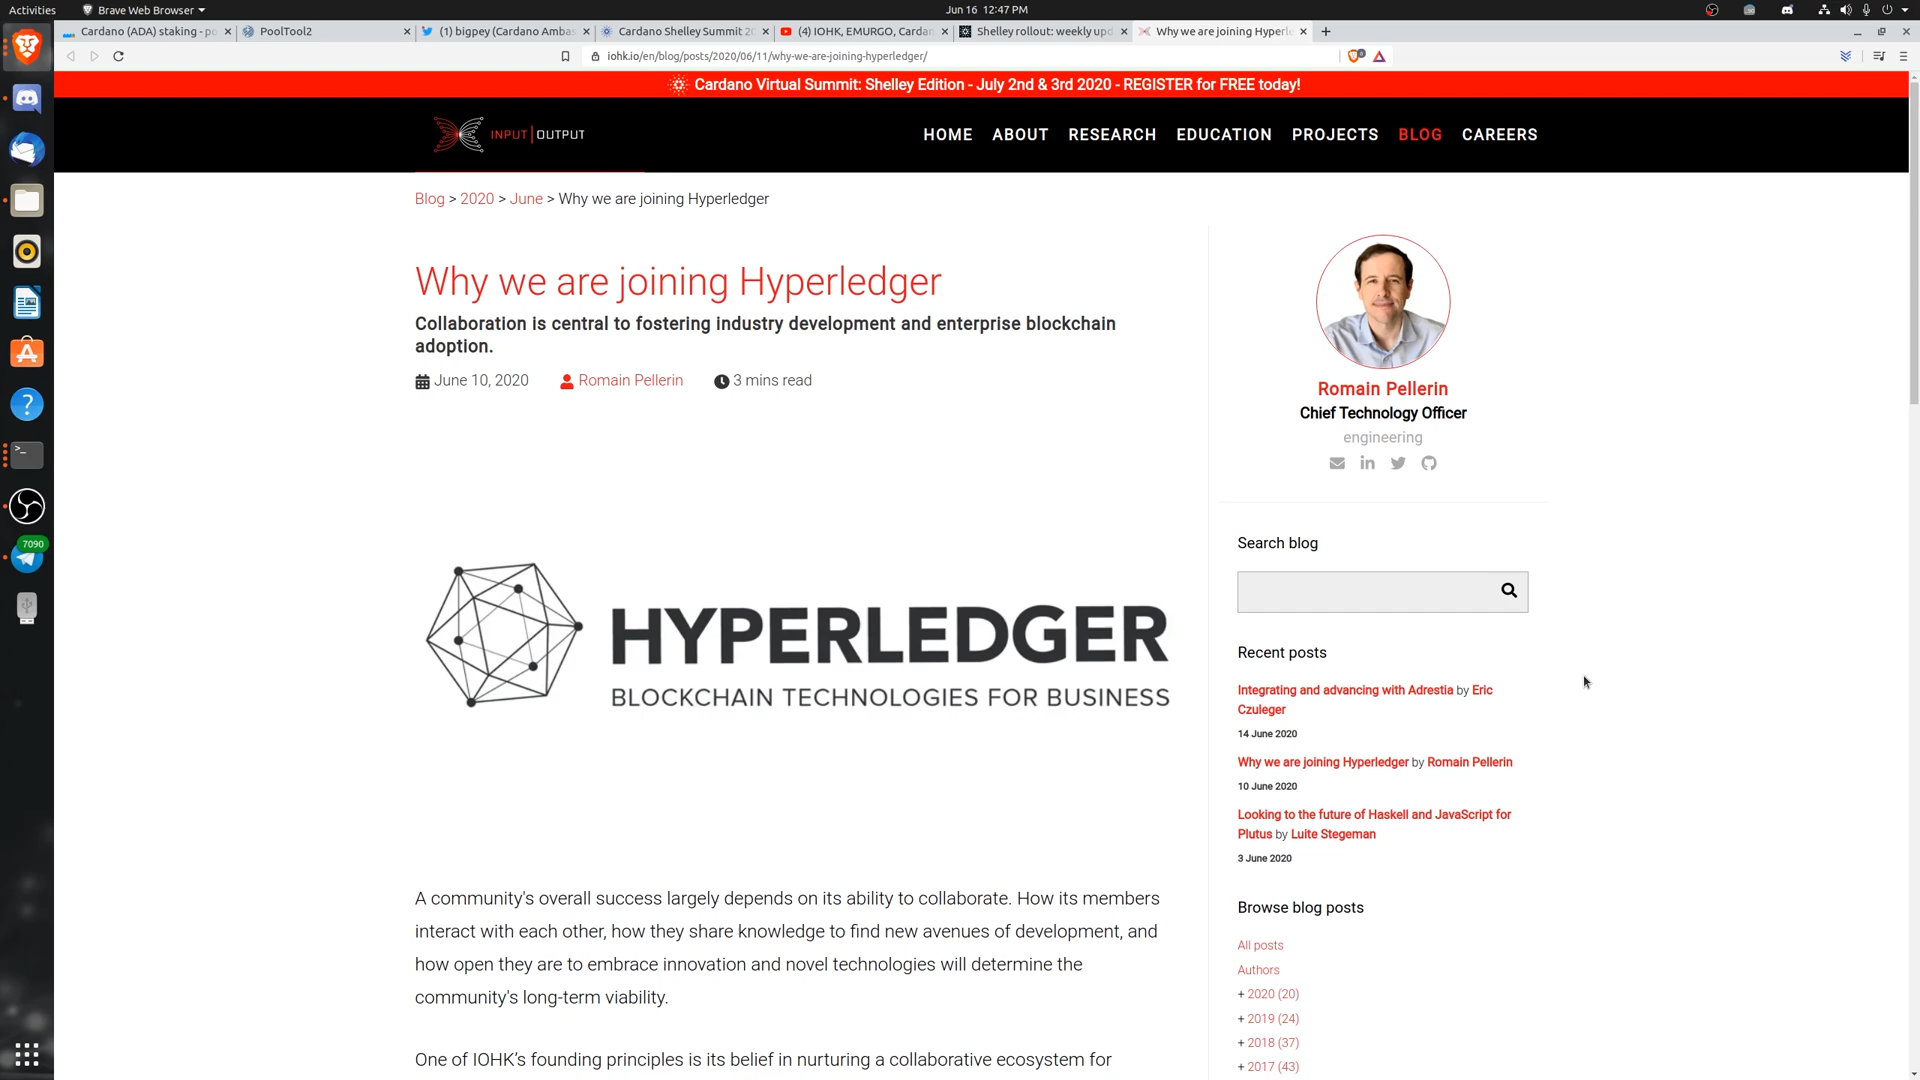 Activities
Brave Web Browser
Jun 16 12:47 PM
Cardano (ADA) staking - po
PoolTool2
(1) bigpey (Cardano Ambas
Cardano Shelley Summit 20
(4) IOHK, EMURGO, Cardan
Shelley rollout: weekly upd
Why we are joining Hyperle
iohk.io/en/blog/posts/2020/06/11/why-we-are-joining-hyperledger/
Cardano Virtual Summit: Shelley Edition - July 2nd & 3rd 2020 - REGISTER for FREE today!
INPUT|OUTPUT
HOME ABOUT RESEARCH EDUCATION PROJECTS BLOG CAREERS
Blog > 2020 > June > Why we are joining Hyperledger
Why we are joining Hyperledger
Collaboration is central to fostering industry development and enterprise blockchain
adoption.
June 10, 2020 Romain Pellerin 3 mins read
HYPERLEDGER
BLOCKCHAIN TECHNOLOGIES FOR BUSINESS
A community's overall success largely depends on its ability to collaborate. How its members
interact with each other, how they share knowledge to find new avenues of development, and
how open they are to embrace innovation and novel technologies will determine the
community's long-term viability.
One of IOHK's founding principles is its belief in nurturing a collaborative ecosystem for
Romain Pellerin
Chief Technology Officer
engineering
Search blog
Recent posts
Integrating and advancing with Adrestia by Eric
Czuleger
14 June 2020
Why we are joining Hyperledger by Romain Pellerin
10 June 2020
Looking to the future of Haskell and JavaScript for
Plutus by Luite Stegeman
3 June 2020
Browse blog posts
All posts
Authors
+ 2020 (20)
+ 2019 (24)
+ 2018 (37)
+ 2017 (43)
7090